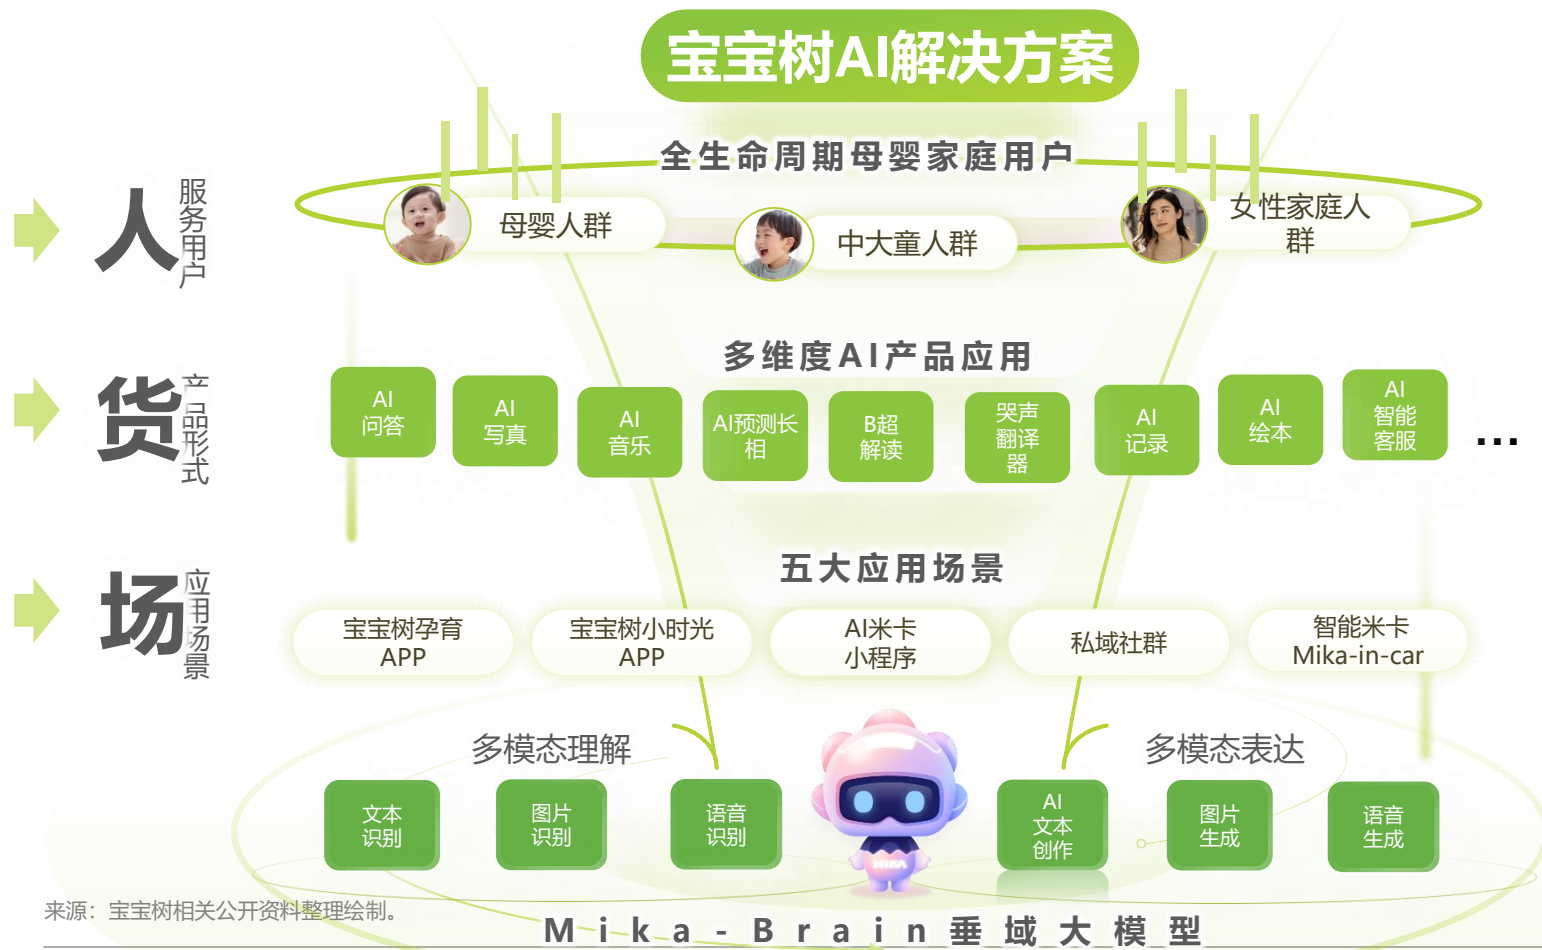 宝宝树AI解决方案
全生命周期母婴家庭用户
人
服务用户
母婴人群
中大童人群
女性家庭人
群
多维度AI产品应用
货
产品形式
AI
问答
AI
写真
AI
音乐
AI预测长
相
B超
解读
哭声
翻译
器
AI
记录
AI
绘本
AI
智能
客服
...
五大应用场景
场
应用场景
宝宝树孕育
APP
宝宝树小时光
APP
AI米卡
小程序
私域社群
智能米卡
Mika-in-car
多模态理解
多模态表达
文本
识别
图片
识别
语音
识别
MIKA
AI
文本
创作
图片
生成
语音
生成
来源：宝宝树相关公开资料整理绘制。
Mika-Brain垂域大模型